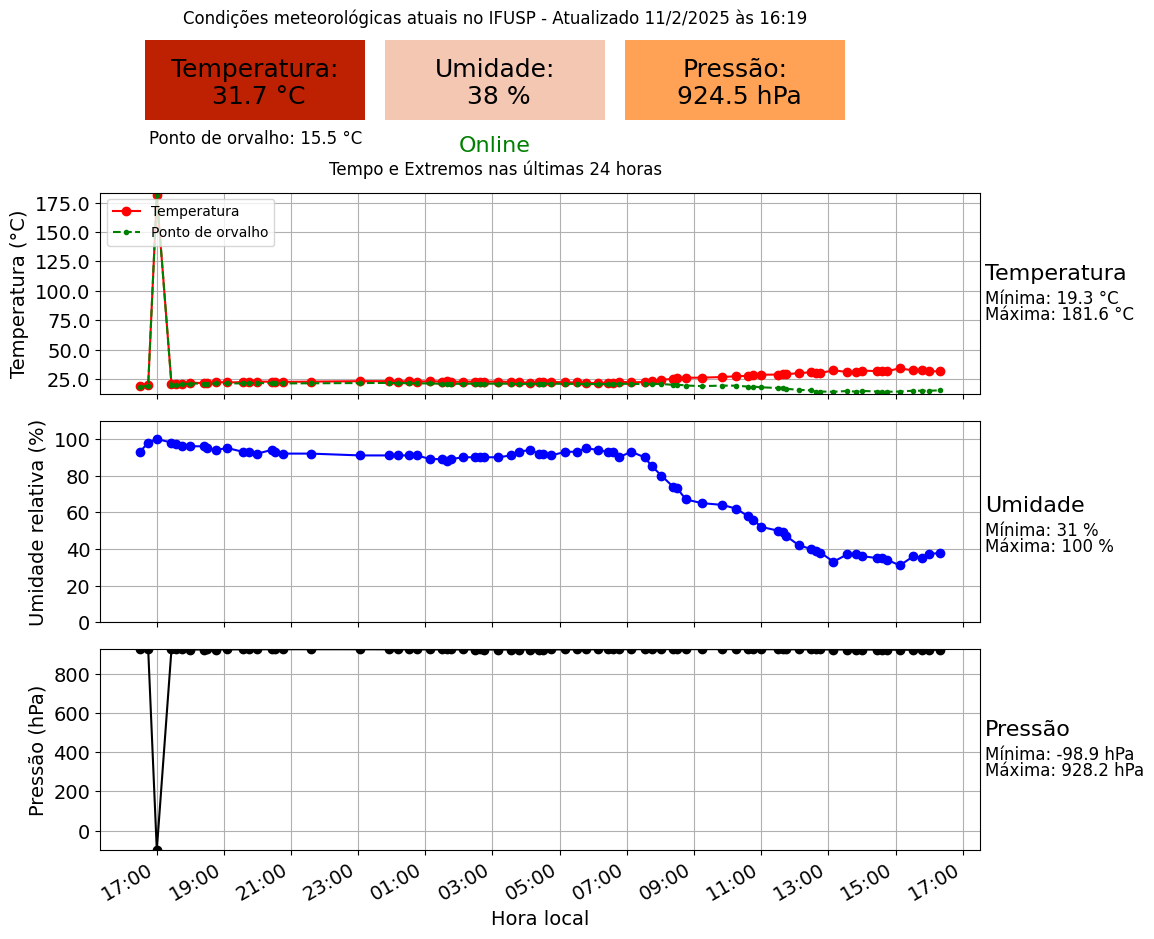 Condições meteorológicas atuais no IFUSP - Atualizado 11/2/2025 às 16:19
Temperatura:
31.7 °C
Umidade:
38 %
Pressão:
924.5 hPa
Ponto de orvalho: 15.5 °C
Online
Tempo e Extremos nas últimas 24 horas
Temperatura (°C)
175.0
150.0
125.0
100.0
75.0
50.0
25.0
Temperatura
Ponto de orvalho
Temperatura
Mínima: 19.3 °C
Máxima: 181.6 °C
Umidade relativa (%)
100
80
60
40
20
0
Umidade
Mínima: 31 %
Máxima: 100 %
Pressão (hPa)
800
600
400
200
0
Pressão
Mínima: -98.9 hPa
Máxima: 928.2 hPa
17:00 19:00 21:00 23:00 01:00 03:00 05:00 07:00 09:00 11:00 13:00 15:00 17:00
Hora local